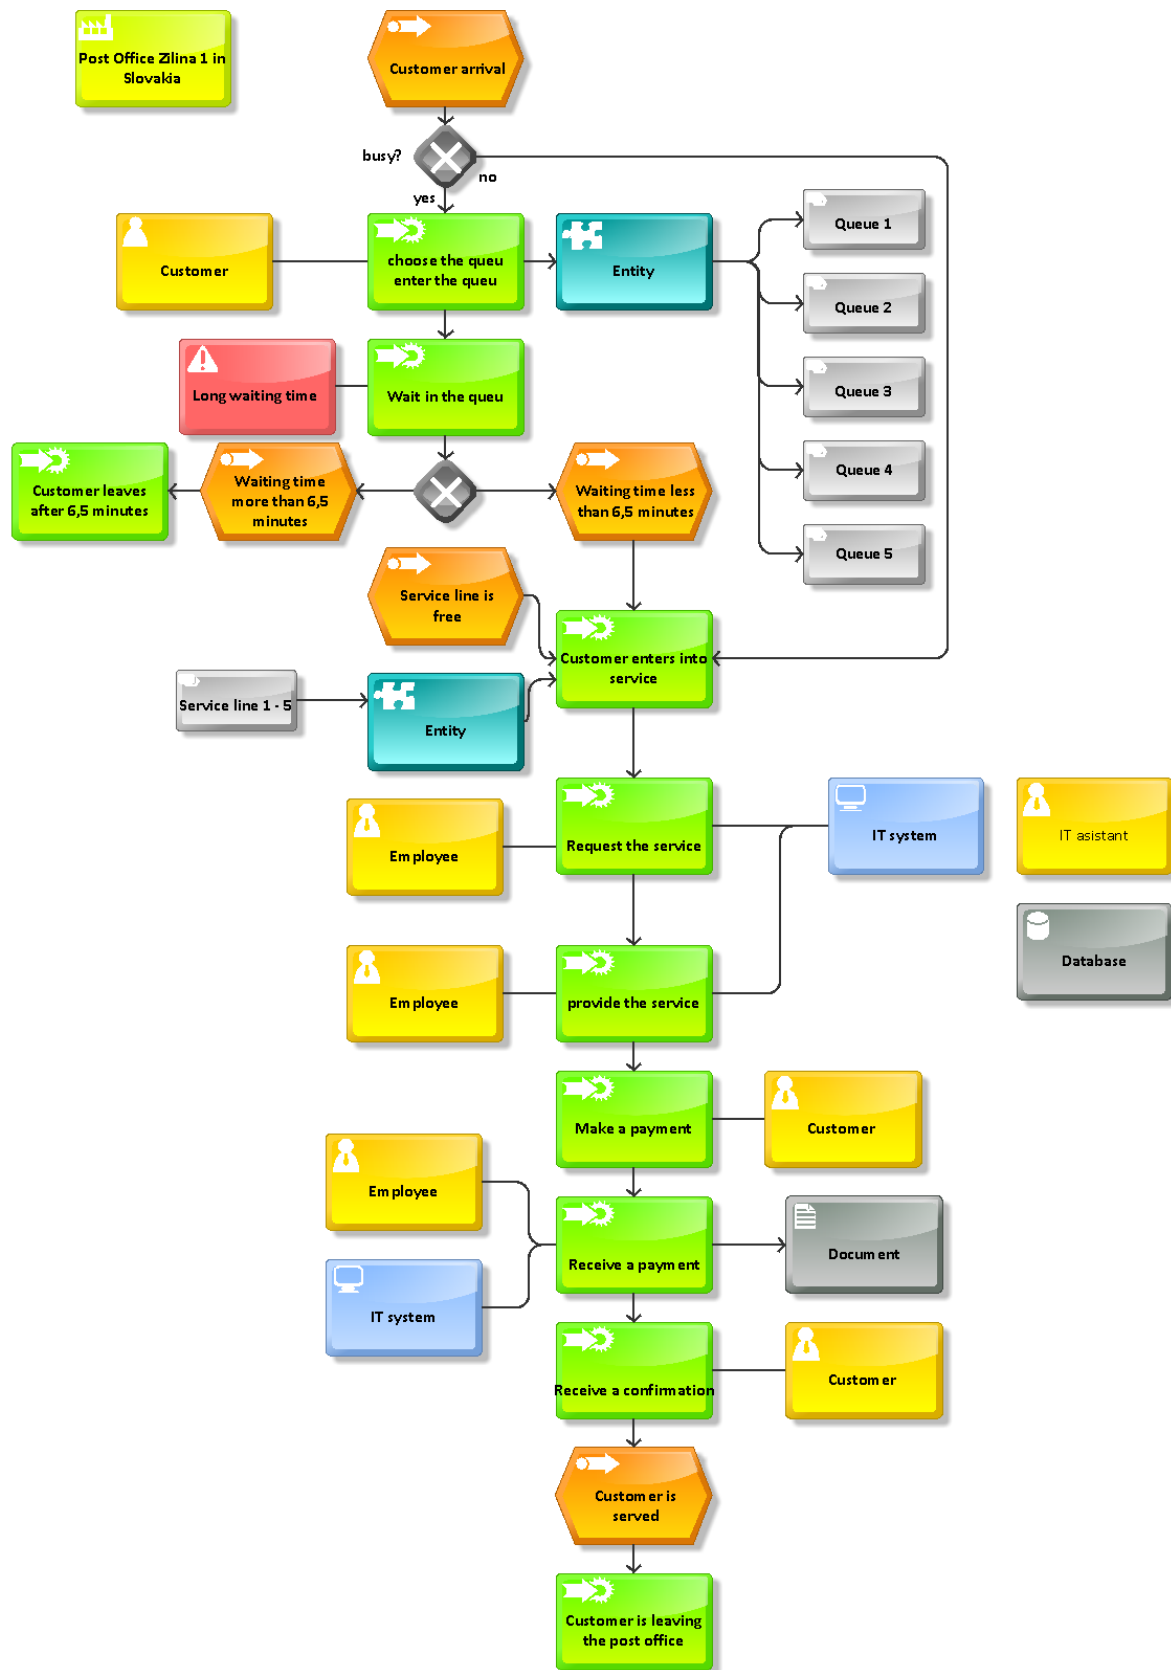 Post Office Zilina 1 in
Slovakia
Customer arrival
busy?
no
yes
Customer
choose the queu
enter the queu
Entity
Queue 1
Queue 2
Queue 3
Queue 4
Queue 5
Long waiting time
Wait in the queu
Customer leaves
after 6,5 minutes
Waiting time
more than 6,5
minutes
Waiting time less
than 6,5 minutes
Service line is
free
Customer enters into
service
Service line 1 - 5
Entity
Employee
Request the service
IT system
IT asistant
Database
Employee
provide the service
Make a payment
Customer
Employee
IT system
Receive a payment
Document
Receive a confirmation
Customer
Customer is
served
Customer is leaving
the post office